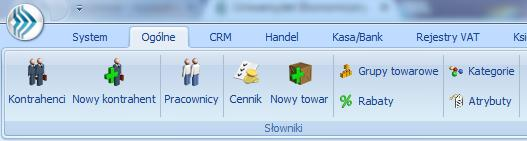 System Ogólne CRM Handel Kasa/Bank Rejestry VAT Ksi
Kontrahenci Nowy kontrahent Pracownicy Cennik Nowy towar Grupy towarowe Kategorie
Rabaty Atrybuty
Słowniki